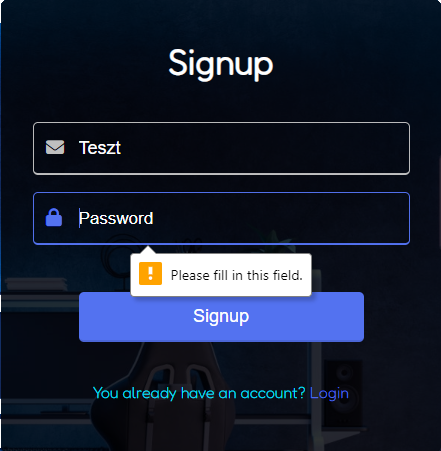 Signup
Teszt
Password
Please fill in this field.
Signup
You already have an account? Login